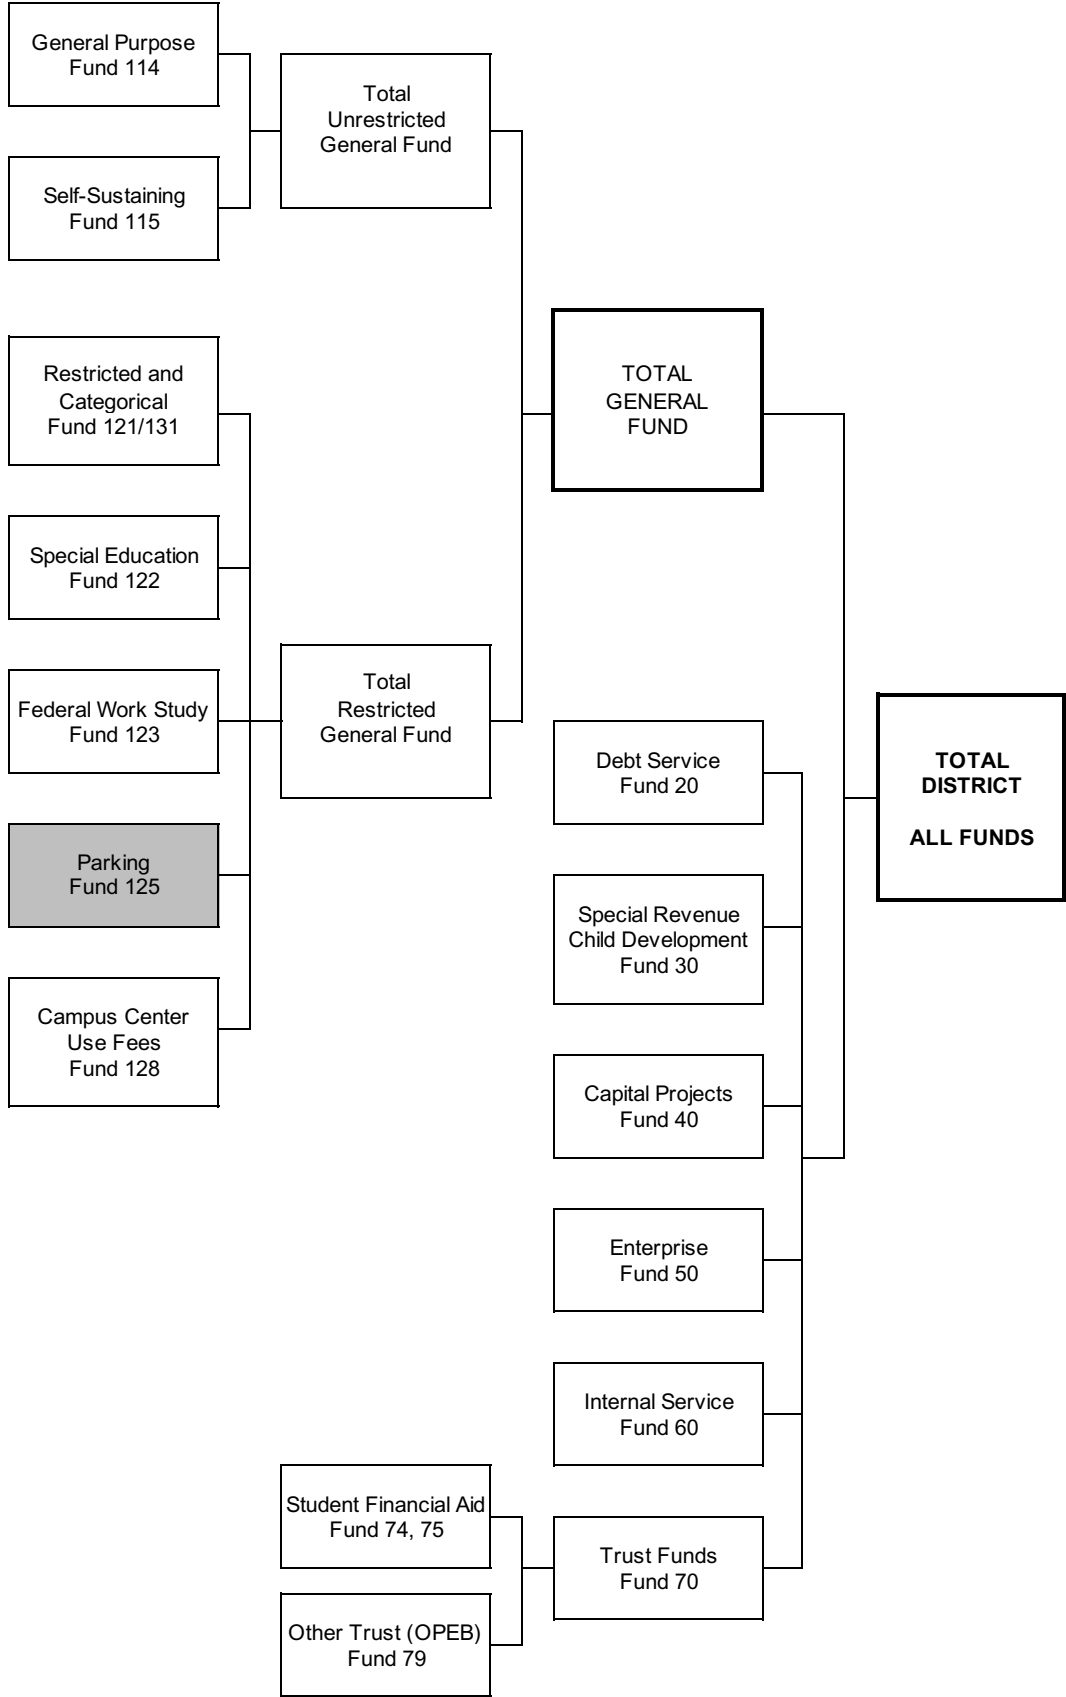 General Purpose
Fund 114
Total
Unrestricted
General Fund
Self-Sustaining
Fund 115
Restricted and
Categorical
Fund 121/131
TOTAL
GENERAL
FUND
Special Education
Fund 122
Federal Work Study
Fund 123
Total
Restricted
General Fund
Debt Service
Fund 20
TOTAL
DISTRICT
ALL FUNDS
Parking
Fund 125
Special Revenue
Child Development
Fund 30
Campus Center
Use Fees
Fund 128
Capital Projects
Fund 40
Enterprise
Fund 50
Internal Service
Fund 60
Student Financial Aid
Fund 74, 75
Trust Funds
Fund 70
Other Trust (OPEB)
Fund 79